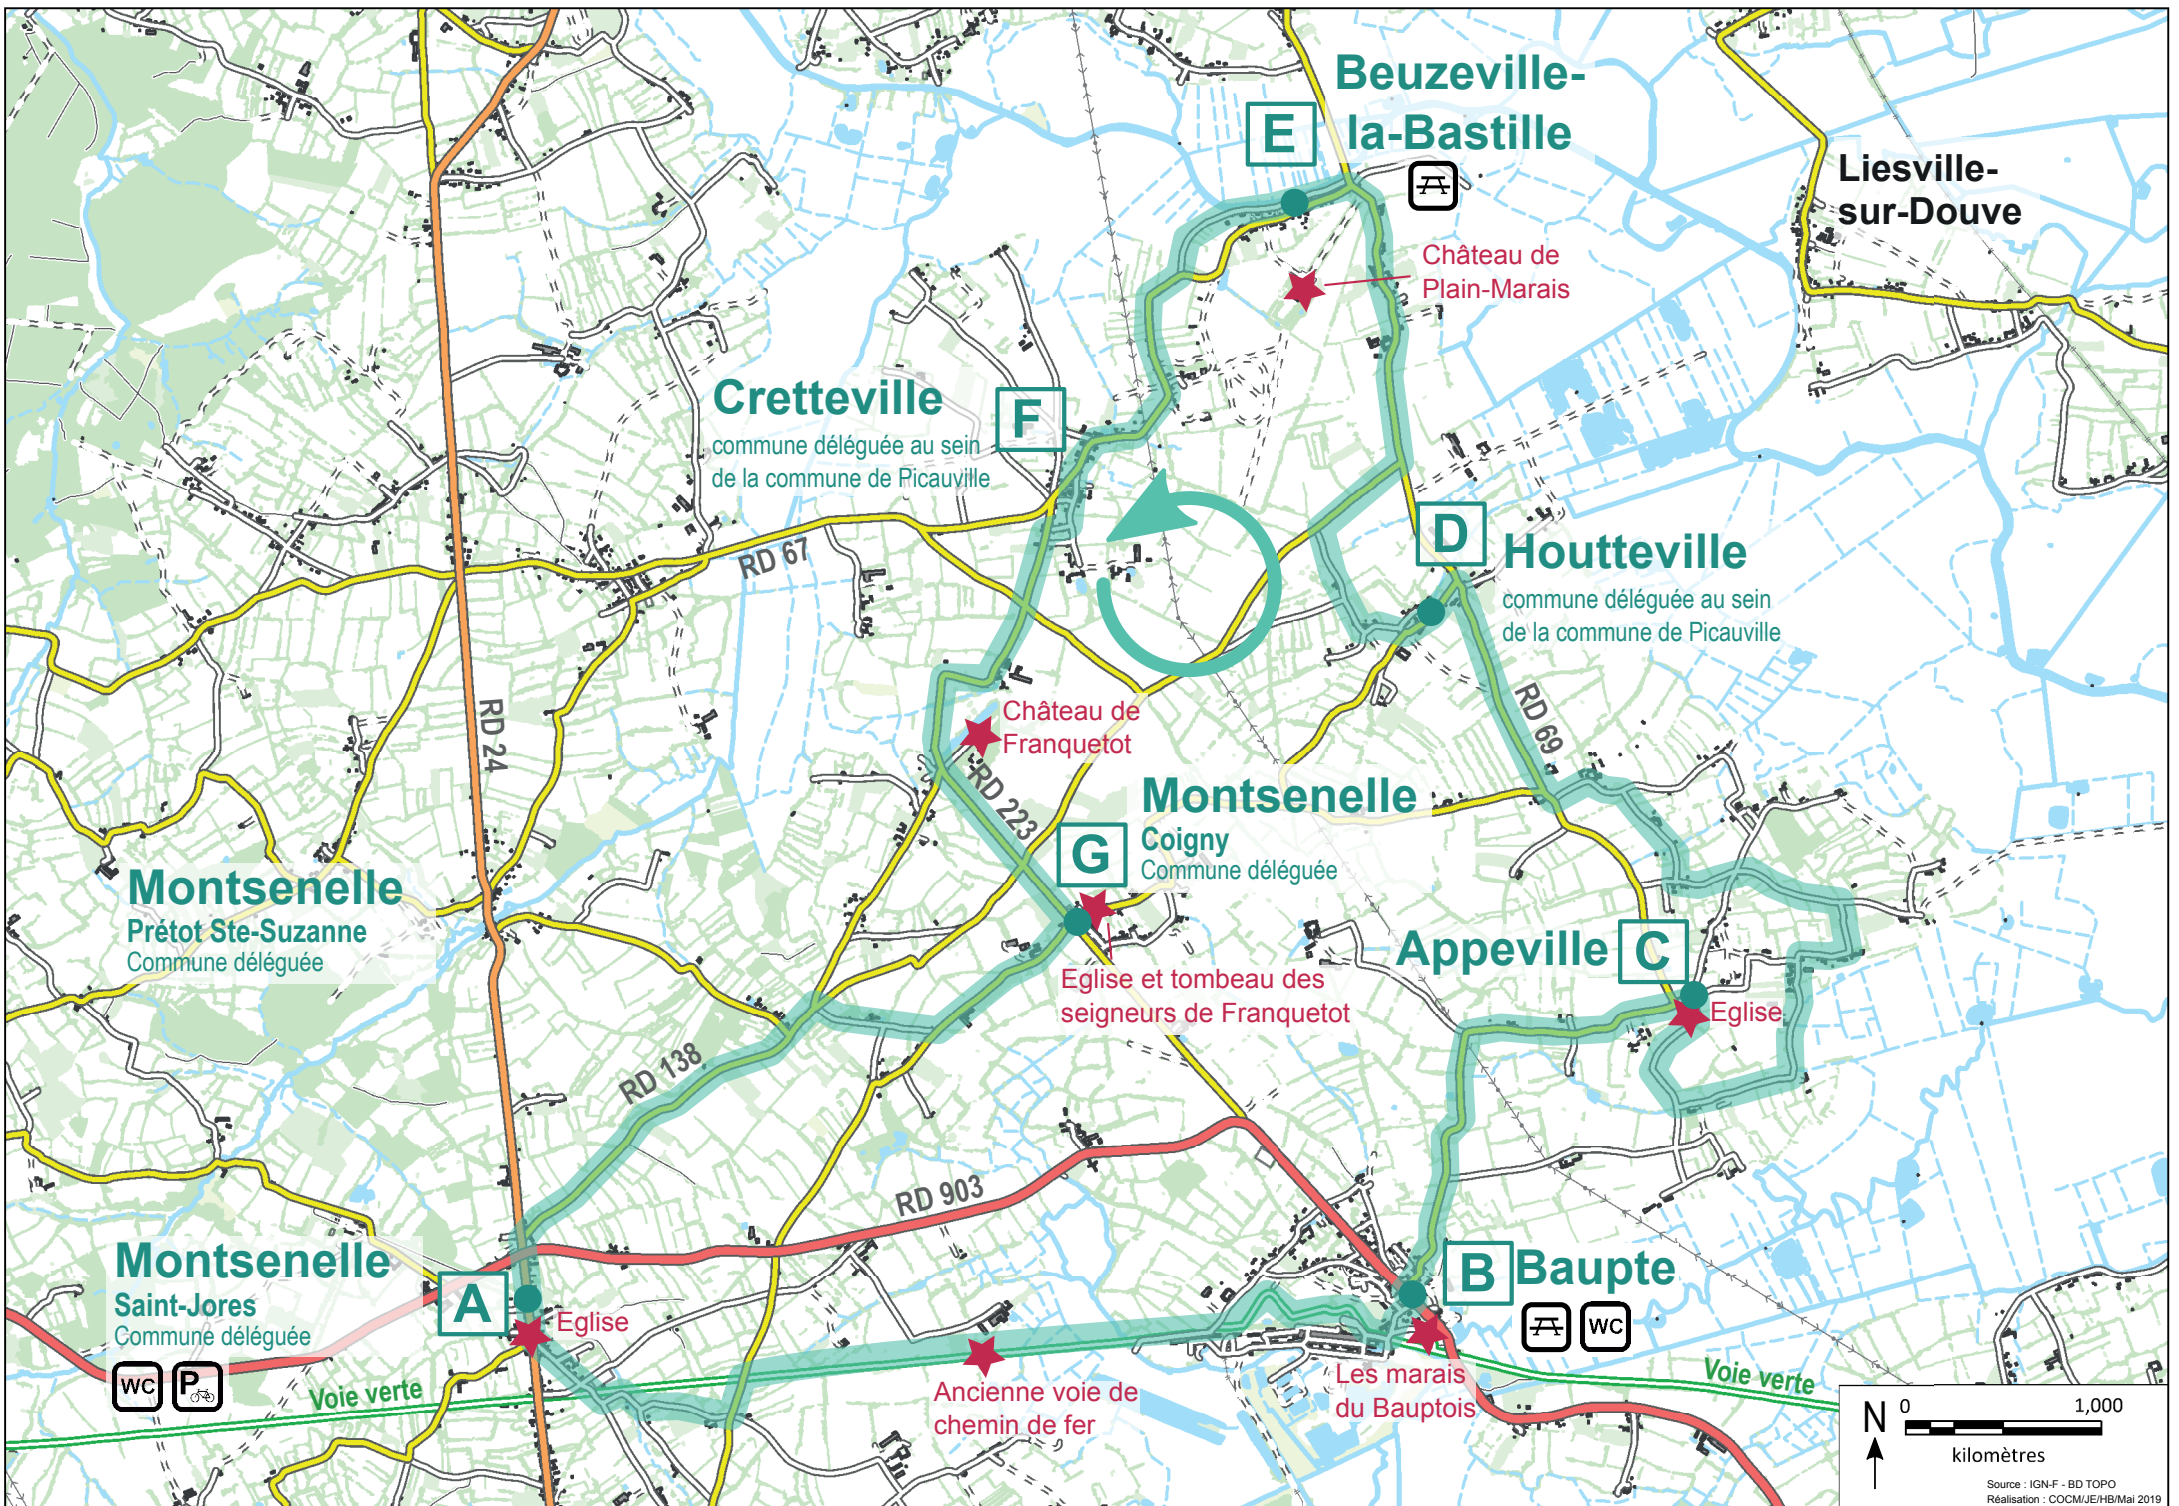 Beuzeville-
la-Bastille
E
Liesville-
sur-Douve
Château de
Plain-Marais
Cretteville
commune déléguée au sein
de la commune de Picauville
F
D
Houtteville
commune déléguée au sein
de la commune de Picauville
RD 67
RD 24
RD 69
Château de
Franquetot
RD 223
Montsenelle
Coigny
Commune déléguée
G
Montsenelle
Prétot Ste-Suzanne
Commune déléguée
Appeville
C
Eglise
Eglise et tombeau des
seigneurs de Franquetot
RD 138
RD 903
Montsenelle
Saint-Jores
Commune déléguée
WC
P
A
Eglise
B
Baupte
WC
Voie verte
Ancienne voie de
chemin de fer
Les marais
du Bauptois
Voie verte
N
0 1,000
kilomètres
Source : IGN-F - BD TOPO
Réalisation : COCM/JE/HB/Mai 2019